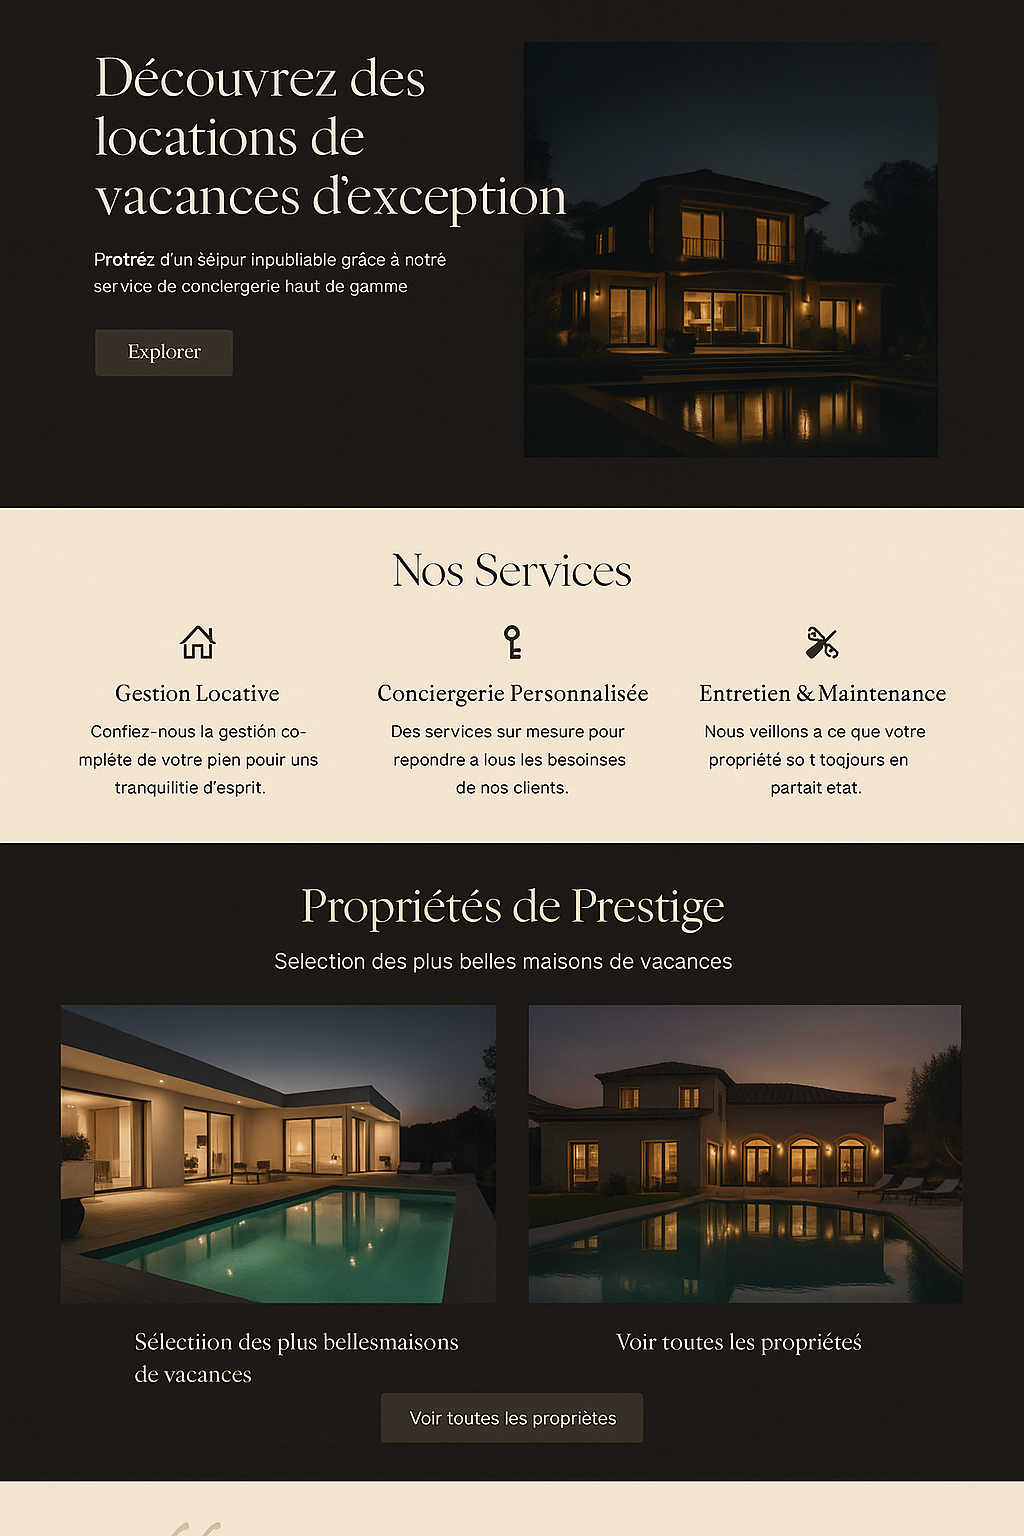 Découvrez des
locations de
vacances d’exception
Protréz d’un šėipur inpubliable grâce à notré
service de conclergerie haut de gamme
Explorer
Nos Services
Gestion Locative
Confiez-nous la gestión co-
mpléte de votre pien pouir uns
tranquilitie d’esprit.
Conciergerie Personnalisée
Des services sur mesure pour
repondre a lous les besoinses
de nos clients.
Entretien & Maintenance
Nous veillons a ce que votre
propriété so t toqjours en
partait etat.
Propriétés de Prestige
Selection des plus belles maisons de vacances
Sélectiion des plus bellesmaisons
de vacances
Voir toutes les propriéteś
Voir toutes les propriètes